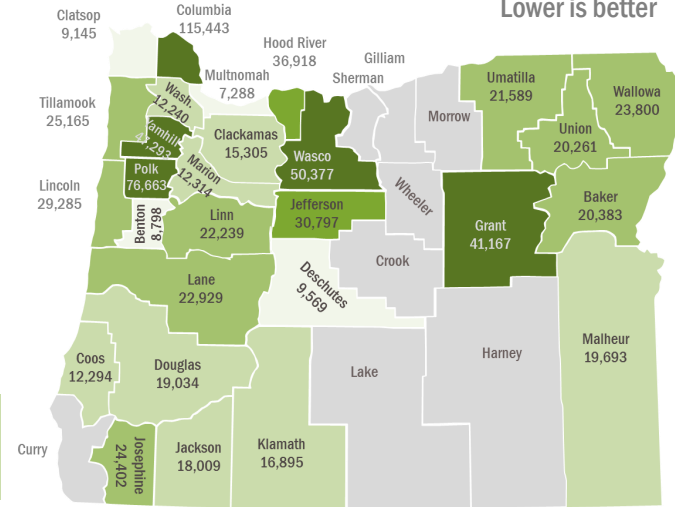 Lower is better
Clatsop
9,145
Columbia
115,443
Hood River
36,918
Multnomah
7,288
Gilliam
Sherman
Tillamook
25,165
Wash.
12,240
Yamhill
47,293
Clackamas
15,305
Wasco
50,377
Morrow
Umatilla
21,589
Wallowa
23,800
Union
20,261
Polk
76,663
Marion
12,314
Lincoln
29,285
Benton
8,798
Linn
22,239
Jefferson
30,797
Wheeler
Grant
41,167
Baker
20,383
Lane
22,929
Deschutes
9,569
Crook
Coos
12,294
Douglas
19,034
Lake
Harney
Malheur
19,693
Curry
Josephine
24,402
Jackson
18,009
Klamath
16,895